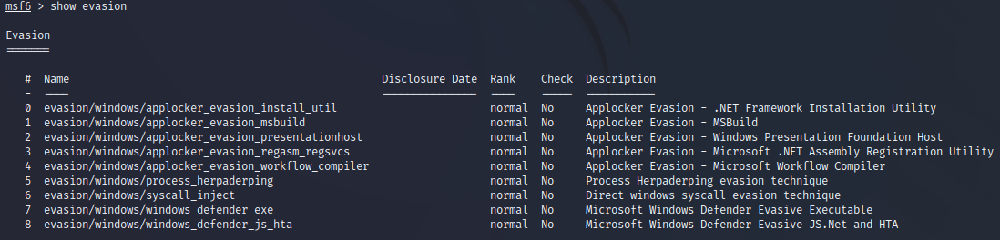 msf6 > show evasion
Evasion
=======
# Name Disclosure Date Rank Check Description
- ---- --------------- ---- ----- -----------
0 evasion/windows/applocker_evasion_install_util normal No Applocker Evasion - .NET Framework Installation Utility
1 evasion/windows/applocker_evasion_msbuild normal No Applocker Evasion - MSBuild
2 evasion/windows/applocker_evasion_presentationhost normal No Applocker Evasion - Windows Presentation Foundation Host
3 evasion/windows/applocker_evasion_regasm_regsvcs normal No Applocker Evasion - Microsoft .NET Assembly Registration Utility
4 evasion/windows/applocker_evasion_workflow_compiler normal No Applocker Evasion - Microsoft Workflow Compiler
5 evasion/windows/process_herpaderping normal No Process Herpaderping evasion technique
6 evasion/windows/syscall_inject normal No Direct windows syscall evasion technique
7 evasion/windows/windows_defender_exe normal No Microsoft Windows Defender Evasive Executable
8 evasion/windows/windows_defender_js_hta normal No Microsoft Windows Defender Evasive JS.Net and HTA